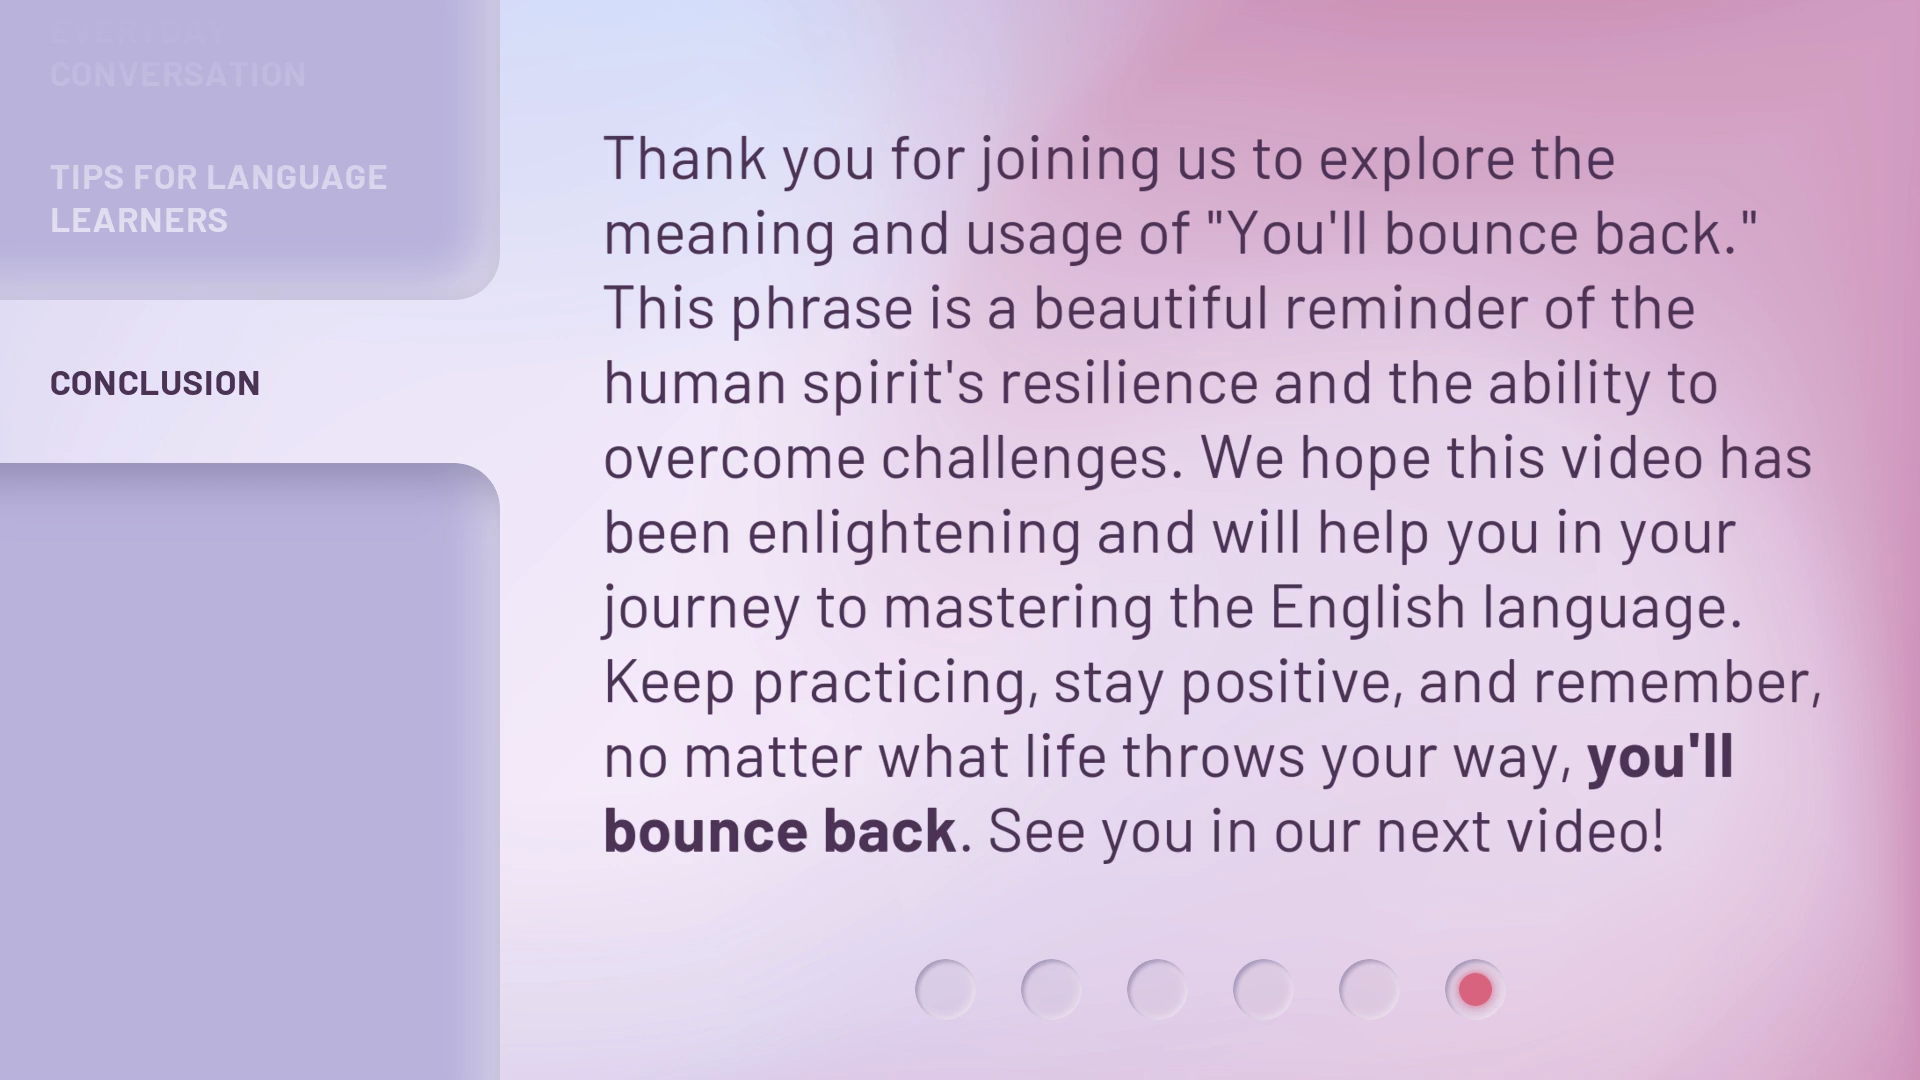 EVERYDAY
CONVERSATION
TIPS FOR LANGUAGE
LEARNERS
CONCLUSION
Thank you for joining us to explore the
meaning and usage of "You'll bounce back."
This phrase is a beautiful reminder of the
human spirit's resilience and the ability to
overcome challenges. We hope this video has
been enlightening and will help you in your
journey to mastering the English language.
Keep practicing, stay positive, and remember,
no matter what life throws your way, you'll
bounce back. See you in our next video!